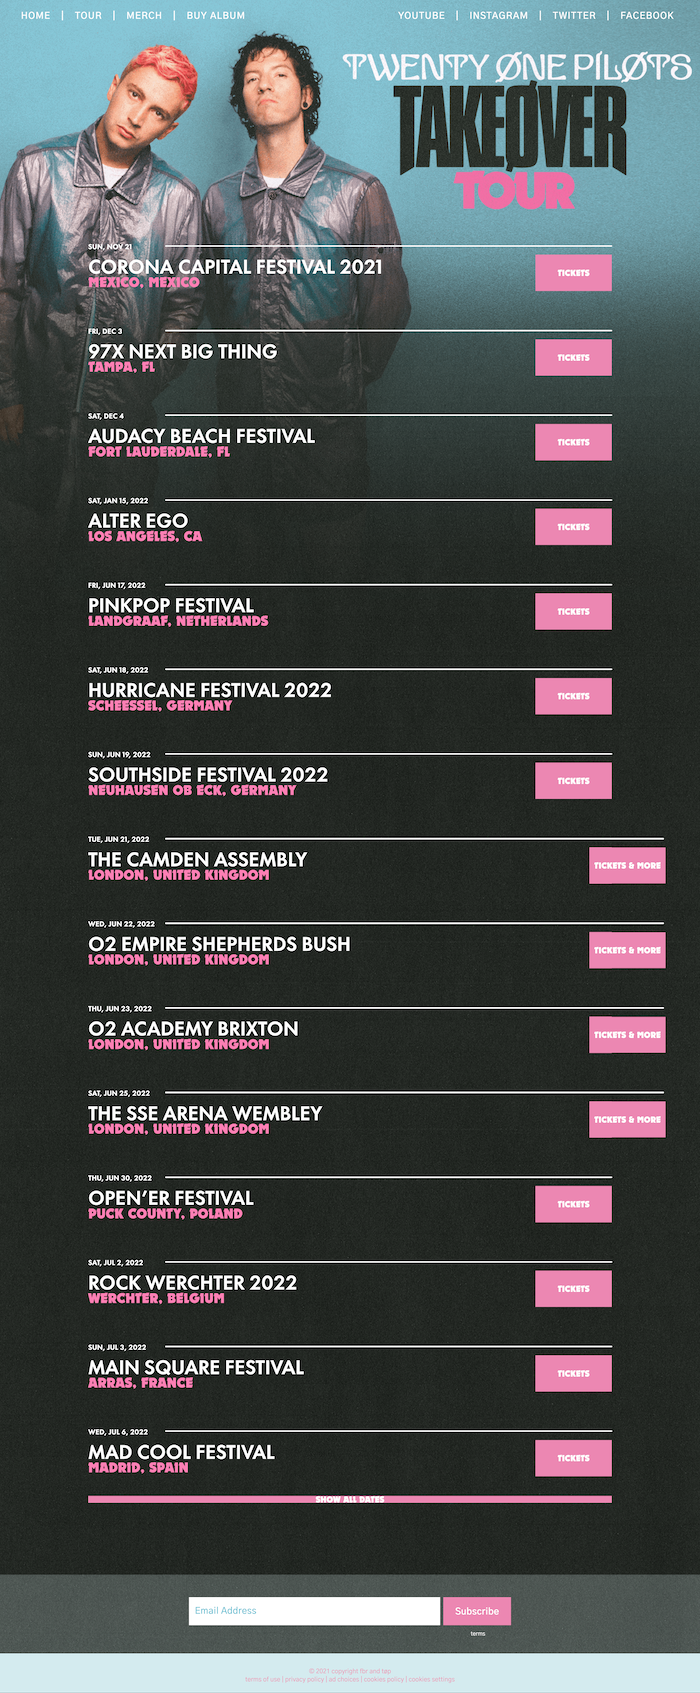 HOME | TOUR | MERCH | BUY ALBUM
YOUTUBE | INSTAGRAM | TWITTER | FACEBOOK
TWENTY ØNE PILØTS
TAKEØVER
TOUR
SUN, NOV 21
CORONA CAPITAL FESTIVAL 2021
MEXICO, MEXICO
TICKETS
FRI, DEC 3
97X NEXT BIG THING
TAMPA, FL
TICKETS
SAT, DEC 4
AUDACY BEACH FESTIVAL
FORT LAUDERDALE, FL
TICKETS
SAT, JAN 15, 2022
ALTER EGO
LOS ANGELES, CA
TICKETS
FRI, JUN 17, 2022
PINKPOP FESTIVAL
LANDGRAAF, NETHERLANDS
TICKETS
SAT, JUN 18, 2022
HURRICANE FESTIVAL 2022
SCHEESSEL, GERMANY
TICKETS
SUN, JUN 19, 2022
SOUTHSIDE FESTIVAL 2022
NEUHAUSEN OB ECK, GERMANY
TICKETS
TUE, JUN 21, 2022
THE CAMDEN ASSEMBLY
LONDON, UNITED KINGDOM
TICKETS & MORE
WED, JUN 22, 2022
O2 EMPIRE SHEPHERDS BUSH
LONDON, UNITED KINGDOM
TICKETS & MORE
THU, JUN 23, 2022
O2 ACADEMY BRIXTON
LONDON, UNITED KINGDOM
TICKETS & MORE
SAT, JUN 25, 2022
THE SSE ARENA WEMBLEY
LONDON, UNITED KINGDOM
TICKETS & MORE
THU, JUN 30, 2022
OPEN'ER FESTIVAL
PUCK COUNTY, POLAND
TICKETS
SAT, JUL 2, 2022
ROCK WERCHTER 2022
WERCHTER, BELGIUM
TICKETS
SUN, JUL 3, 2022
MAIN SQUARE FESTIVAL
ARRAS, FRANCE
TICKETS
WED, JUL 6, 2022
MAD COOL FESTIVAL
MADRID, SPAIN
TICKETS
SHOW ALL DATES
Email Address
Subscribe
terms
© 2021 copyright fbr and tøp
terms of use | privacy policy | ad choices | cookies policy | cookies settings